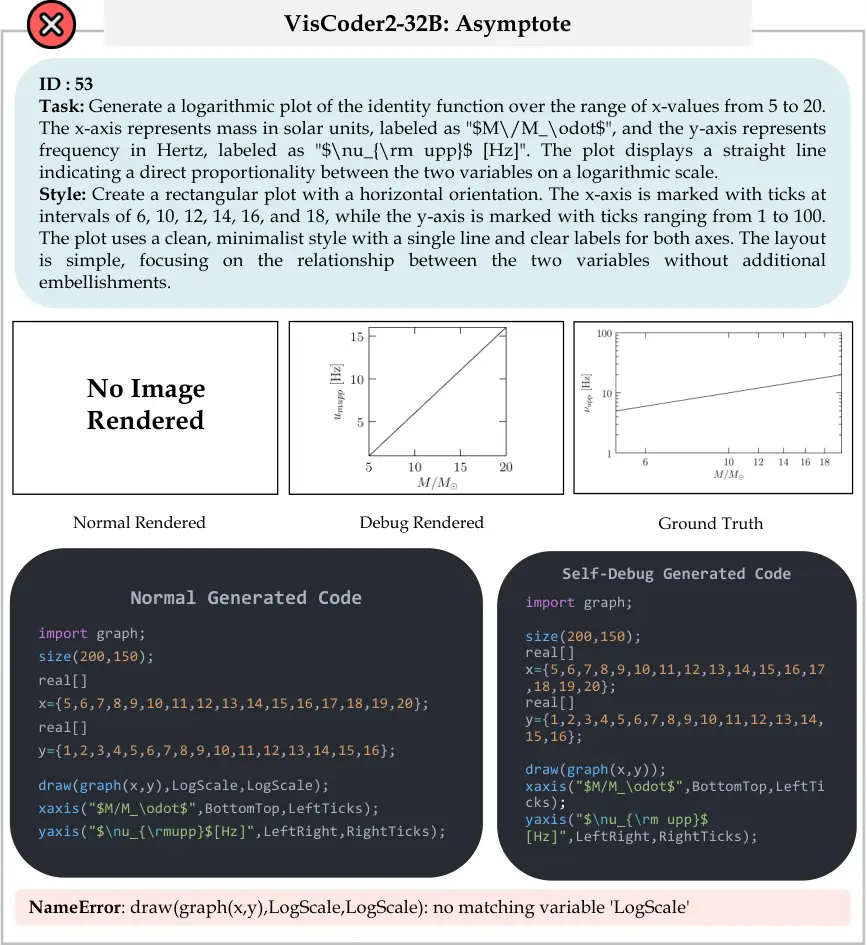 VisCoder2-32B: Asymptote
ID : 53
Task: Generate a logarithmic plot of the identity function over the range of x-values from 5 to 20.
The x-axis represents mass in solar units, labeled as "$M\/M_\odot$", and the y-axis represents
frequency in Hertz, labeled as "$\nu_{\rm upp}$ [Hz]". The plot displays a straight line
indicating a direct proportionality between the two variables on a logarithmic scale.
Style: Create a rectangular plot with a horizontal orientation. The x-axis is marked with ticks at
intervals of 6, 10, 12, 14, 16, and 18, while the y-axis is marked with ticks ranging from 1 to 100.
The plot uses a clean, minimalist style with a single line and clear labels for both axes. The layout
is simple, focusing on the relationship between the two variables without additional
embellishments.
No Image
Rendered
15
10
5
u_mupp [Hz]
5 10 15 20
M/M_⊙
100
10
1
ν_upp [Hz]
6 10 12 14 16 18
M/M_⊙
Normal Rendered
Debug Rendered
Ground Truth
Normal Generated Code
import graph;
size(200,150);
real[]
x={5,6,7,8,9,10,11,12,13,14,15,16,17,18,19,20};
real[]
y={1,2,3,4,5,6,7,8,9,10,11,12,13,14,15,16};
draw(graph(x,y),LogScale,LogScale);
xaxis("$M/M_\odot$",BottomTop,LeftTicks);
yaxis("$\nu_{\rmupp}$[Hz]",LeftRight,RightTicks);
Self-Debug Generated Code
import graph;
size(200,150);
real[]
x={5,6,7,8,9,10,11,12,13,14,15,16,17
,18,19,20};
real[]
y={1,2,3,4,5,6,7,8,9,10,11,12,13,14,
15,16};
draw(graph(x,y));
xaxis("$M/M_\odot$",BottomTop,LeftTi
cks);
yaxis("$\nu_{\rm upp}$
[Hz]",LeftRight,RightTicks);
NameError: draw(graph(x,y),LogScale,LogScale): no matching variable 'LogScale'